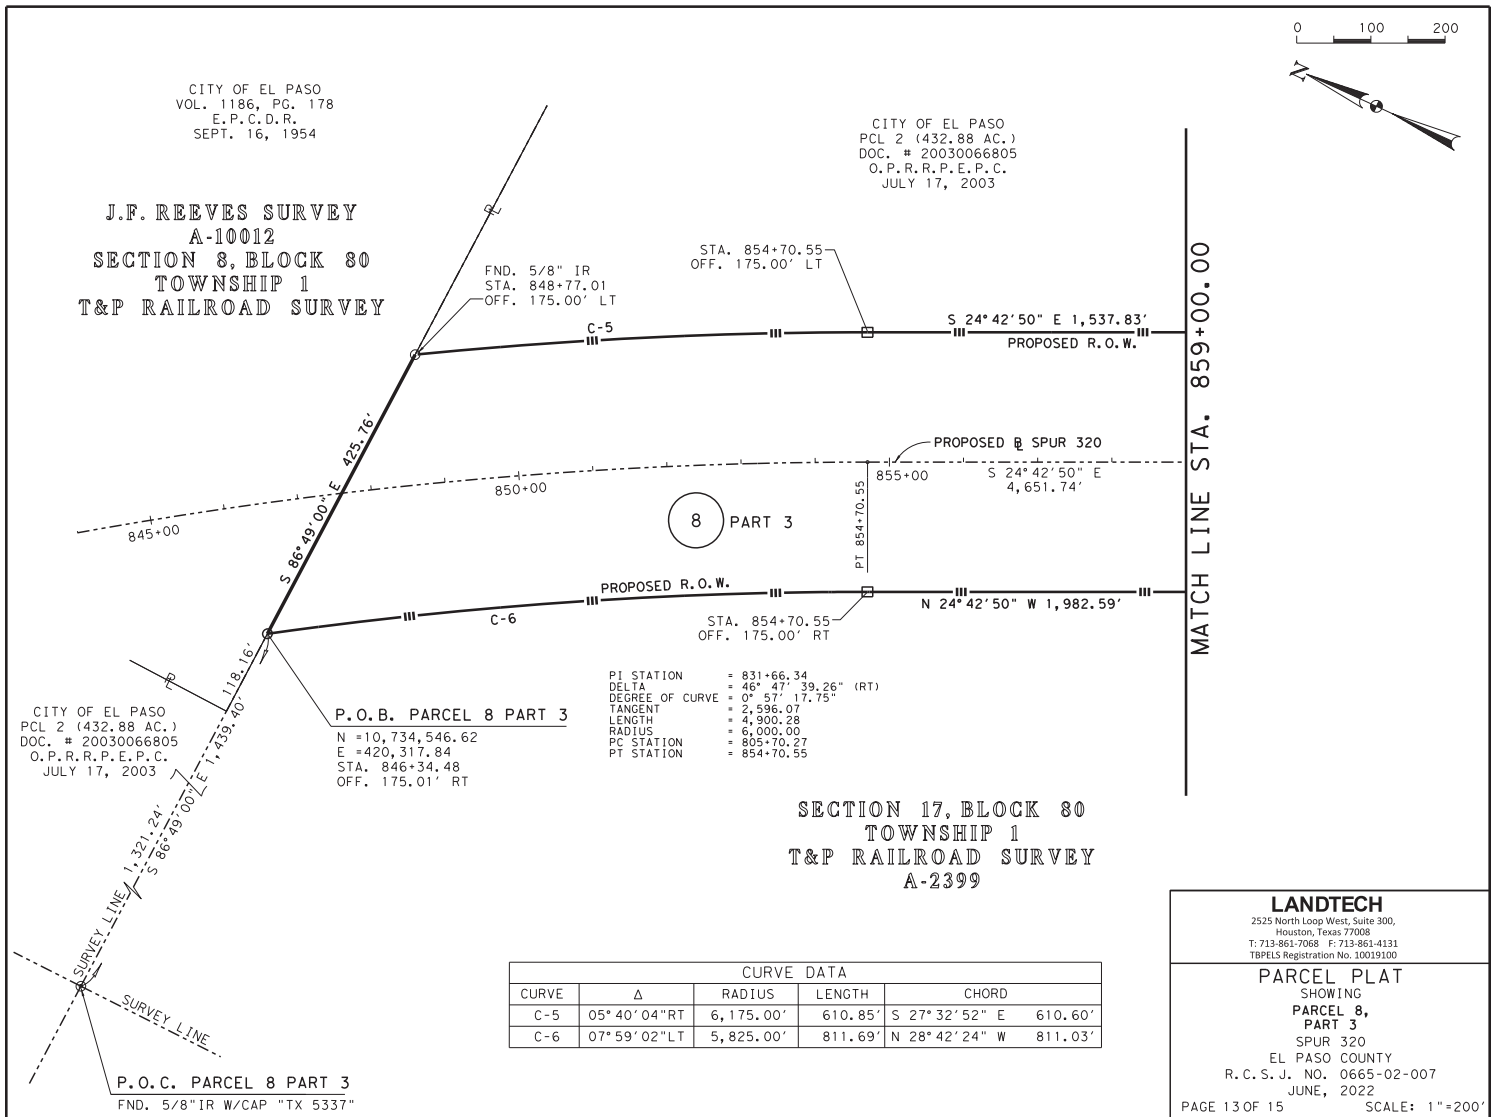 0 100 200
N
CITY OF EL PASO
VOL. 1186, PG. 178
E.P.C.D.R.
SEPT. 16, 1954
CITY OF EL PASO
PCL 2 (432.88 AC.)
DOC. # 20030066805
O.P.R.R.P.E.P.C.
JULY 17, 2003
J.F. REEVES SURVEY
A-10012
SECTION 8, BLOCK 80
TOWNSHIP 1
T&P RAILROAD SURVEY
PL
FND. 5/8" IR
STA. 848+77.01
OFF. 175.00' LT
STA. 854+70.55
OFF. 175.00' LT
C-5
S 24°42'50" E 1,537.83'
PROPOSED R.O.W.
MATCH LINE STA. 859+00.00
S 86°49'00" E 425.76'
PROPOSED BL SPUR 320
845+00
850+00
855+00
S 24°42'50" E
4,651.74'
PT 854+70.55
8 PART 3
PROPOSED R.O.W.
C-6
N 24°42'50" W 1,982.59'
STA. 854+70.55
OFF. 175.00' RT
PI STATION = 831+66.34
DELTA = 46° 47' 39.26" (RT)
DEGREE OF CURVE = 0° 57' 17.75"
TANGENT = 2,596.07
LENGTH = 4,900.28
RADIUS = 6,000.00
PC STATION = 805+70.27
PT STATION = 854+70.55
118.16'
PL
P.O.B. PARCEL 8 PART 3
N =10,734,546.62
E =420,317.84
STA. 846+34.48
OFF. 175.01' RT
CITY OF EL PASO
PCL 2 (432.88 AC.)
DOC. # 20030066805
O.P.R.R.P.E.P.C.
JULY 17, 2003
S 86°49'00" E 1,439.40'
SURVEY LINE 1,321.24'
SURVEY LINE
SECTION 17, BLOCK 80
TOWNSHIP 1
T&P RAILROAD SURVEY
A-2399
P.O.C. PARCEL 8 PART 3
FND. 5/8"IR W/CAP "TX 5337"
CURVE DATA
CURVE Δ RADIUS LENGTH CHORD
C-5 05°40'04"RT 6,175.00' 610.85' S 27°32'52" E 610.60'
C-6 07°59'02"LT 5,825.00' 811.69' N 28°42'24" W 811.03'
LANDTECH
2525 North Loop West, Suite 300,
Houston, Texas 77008
T: 713-861-7068 F: 713-861-4131
TBPELS Registration No. 10019100
PARCEL PLAT
SHOWING
PARCEL 8,
PART 3
SPUR 320
EL PASO COUNTY
R.C.S.J. NO. 0665-02-007
JUNE, 2022
PAGE 13 OF 15 SCALE: 1"=200'